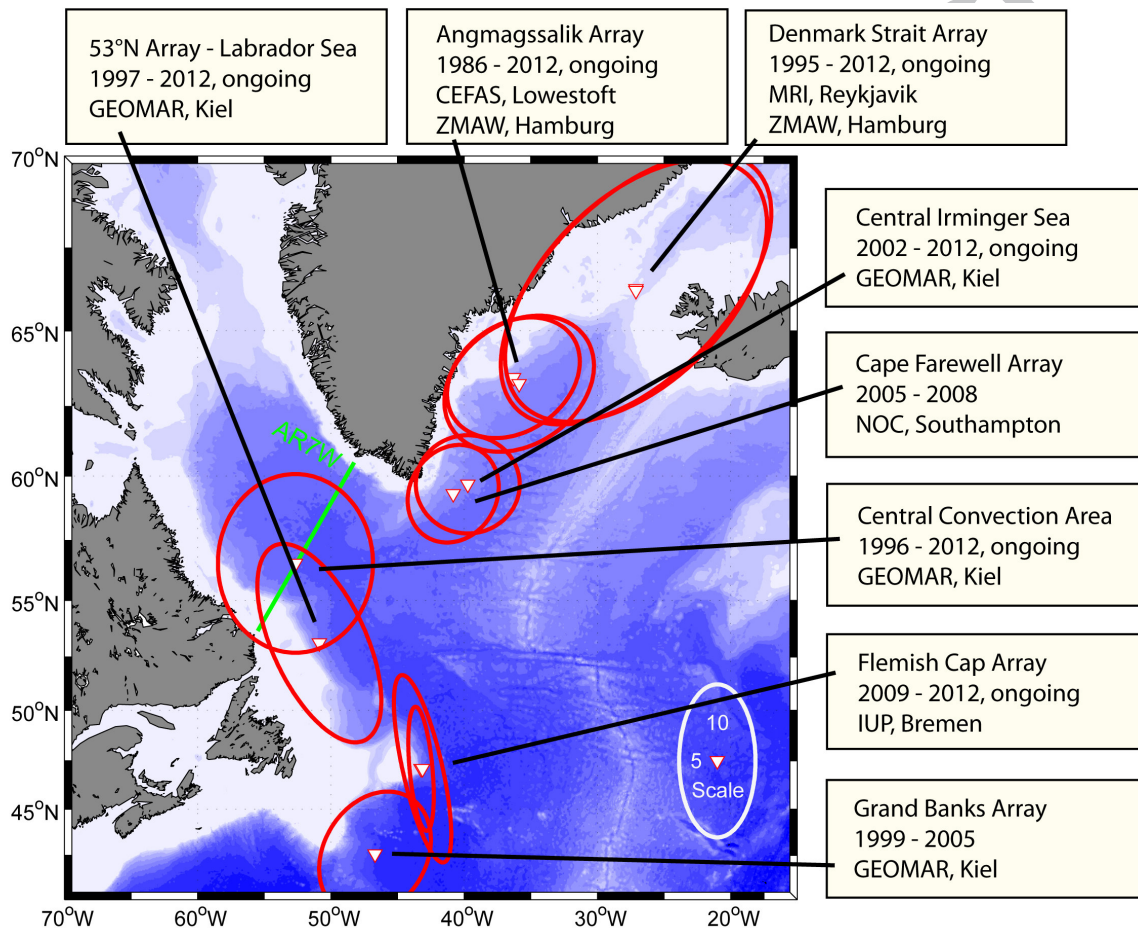 53°N Array - Labrador Sea
1997 - 2012, ongoing
GEOMAR, Kiel
Angmagssalik Array
1986 - 2012, ongoing
CEFAS, Lowestoft
ZMAW, Hamburg
Denmark Strait Array
1995 - 2012, ongoing
MRI, Reykjavik
ZMAW, Hamburg
Central Irminger Sea
2002 - 2012, ongoing
GEOMAR, Kiel
Cape Farewell Array
2005 - 2008
NOC, Southampton
Central Convection Area
1996 - 2012, ongoing
GEOMAR, Kiel
Flemish Cap Array
2009 - 2012, ongoing
IUP, Bremen
Grand Banks Array
1999 - 2005
GEOMAR, Kiel
70°N
65°N
60°N
55°N
50°N
45°N
AR7W
10
5
Scale
70°W 60°W 50°W 40°W 30°W 20°W